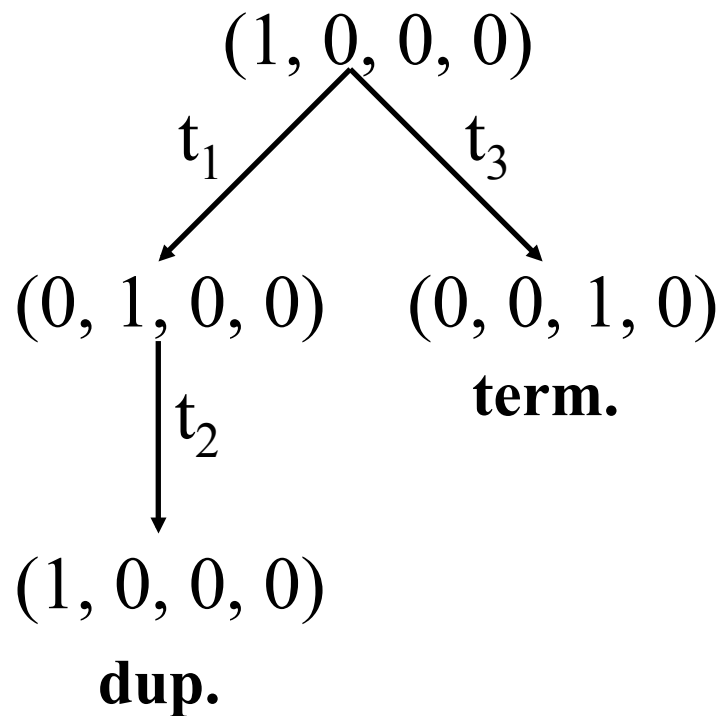 (1, 0, 0, 0)
t₁ t₃
(0, 1, 0, 0) (0, 0, 1, 0)
term.
t₂
(1, 0, 0, 0)
dup.